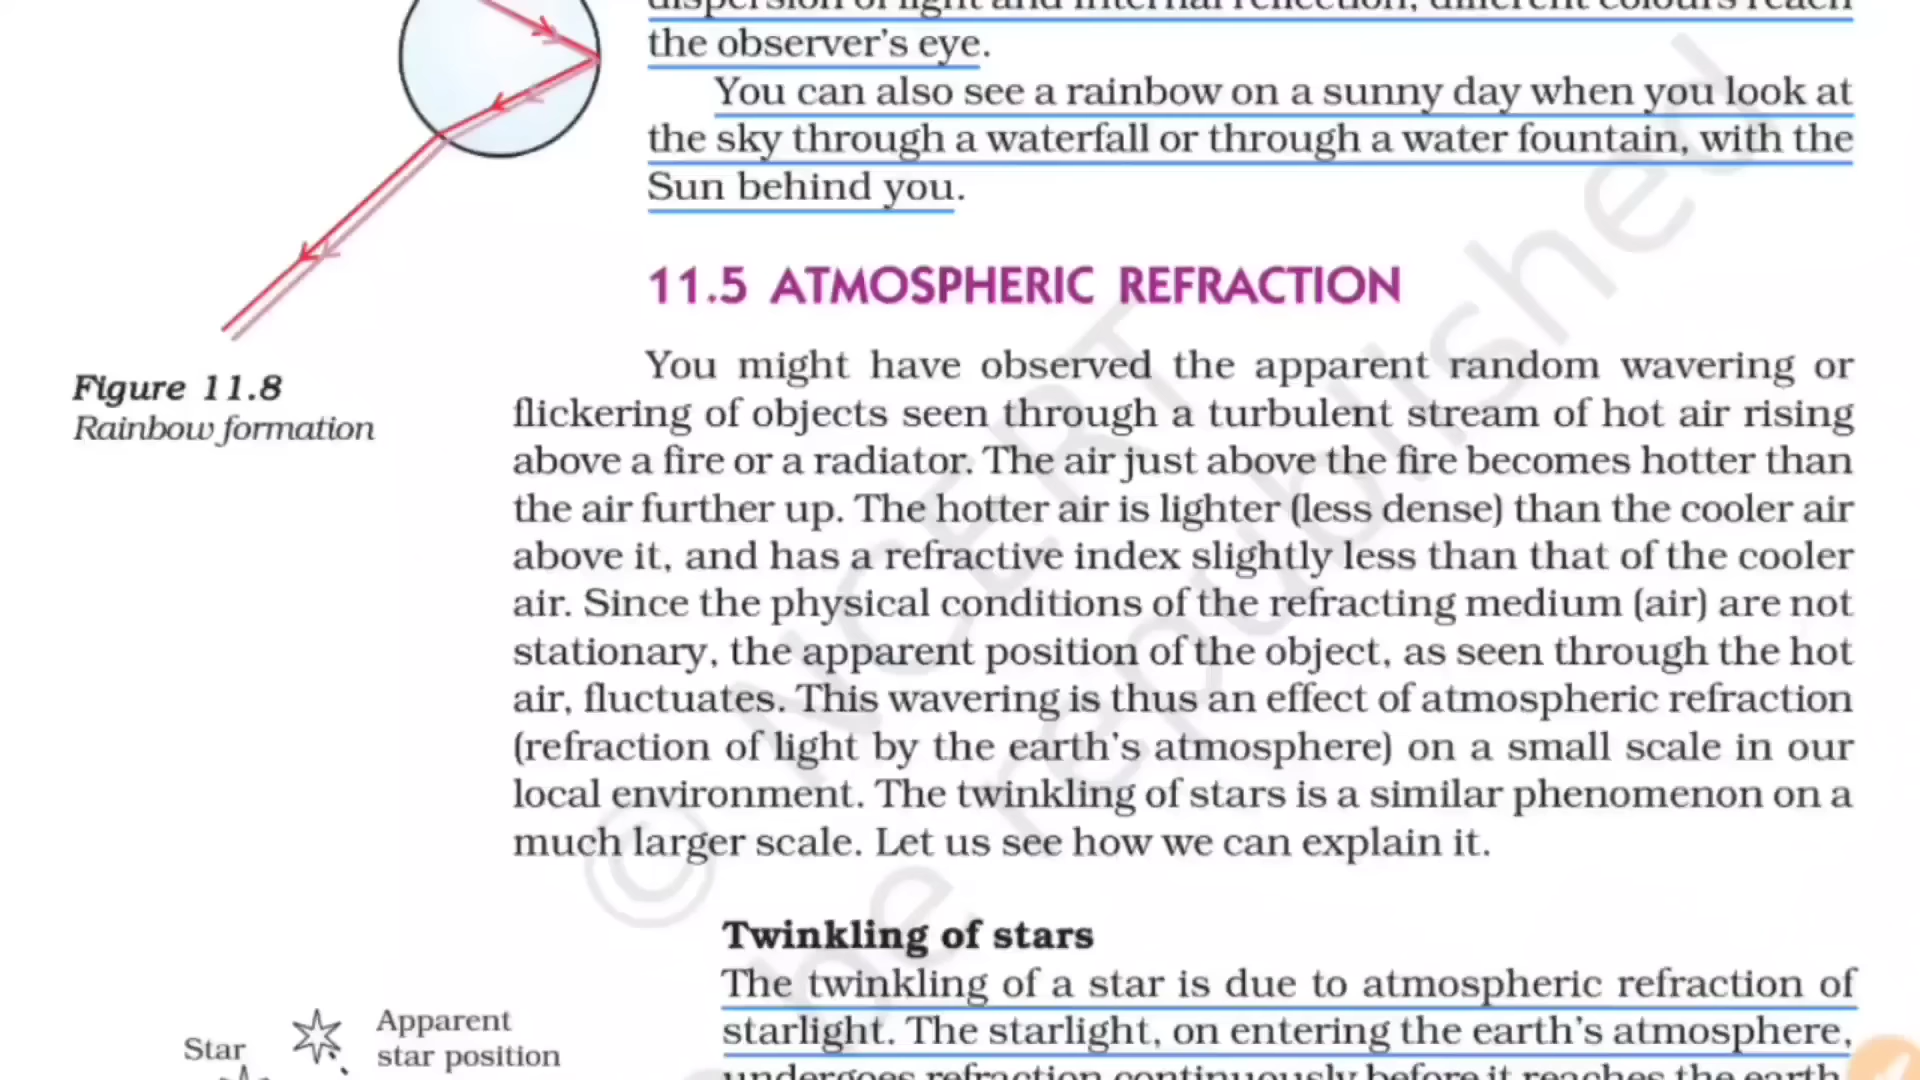 dispersion of light and internal reflection, different colours reach
the observer's eye.
You can also see a rainbow on a sunny day when you look at
the sky through a waterfall or through a water fountain, with the
Sun behind you.
11.5 ATMOSPHERIC REFRACTION
Figure 11.8
Rainbow formation
You might have observed the apparent random wavering or
flickering of objects seen through a turbulent stream of hot air rising
above a fire or a radiator. The air just above the fire becomes hotter than
the air further up. The hotter air is lighter (less dense) than the cooler air
above it, and has a refractive index slightly less than that of the cooler
air. Since the physical conditions of the refracting medium (air) are not
stationary, the apparent position of the object, as seen through the hot
air, fluctuates. This wavering is thus an effect of atmospheric refraction
(refraction of light by the earth's atmosphere) on a small scale in our
local environment. The twinkling of stars is a similar phenomenon on a
much larger scale. Let us see how we can explain it.
Twinkling of stars
The twinkling of a star is due to atmospheric refraction of
starlight. The starlight, on entering the earth's atmosphere,
undergoes refraction continuously before it reaches the earth.
Apparent
star position
Star
© NCERT
be republished